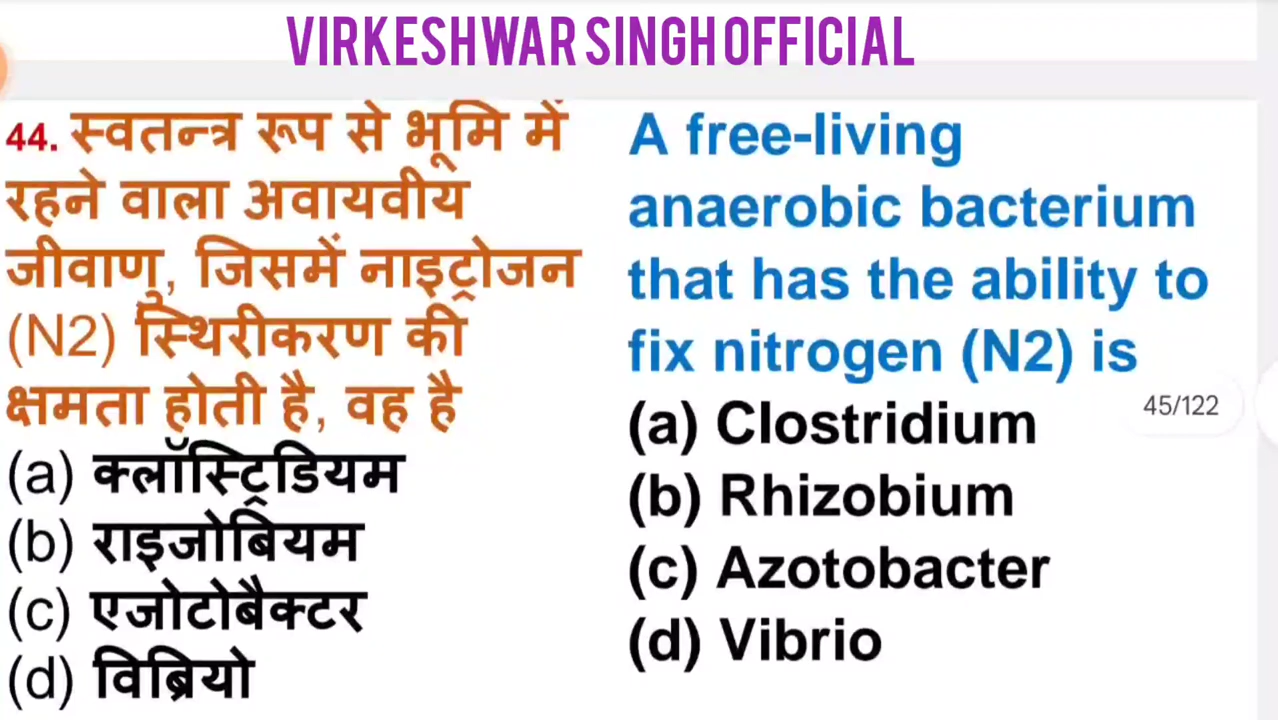 VIRKESHWAR SINGH OFFICIAL
44. स्वतन्त्र रूप से भूमि में
रहने वाला अवायवीय
जीवाणु, जिसमें नाइट्रोजन
(N2) स्थिरीकरण की
क्षमता होती है, वह है
(a) क्लॉस्ट्रिडियम
(b) राइजोबियम
(c) एजोटोबैक्टर
(d) विब्रियो
A free-living
anaerobic bacterium
that has the ability to
fix nitrogen (N2) is
(a) Clostridium
(b) Rhizobium
(c) Azotobacter
(d) Vibrio
45/122